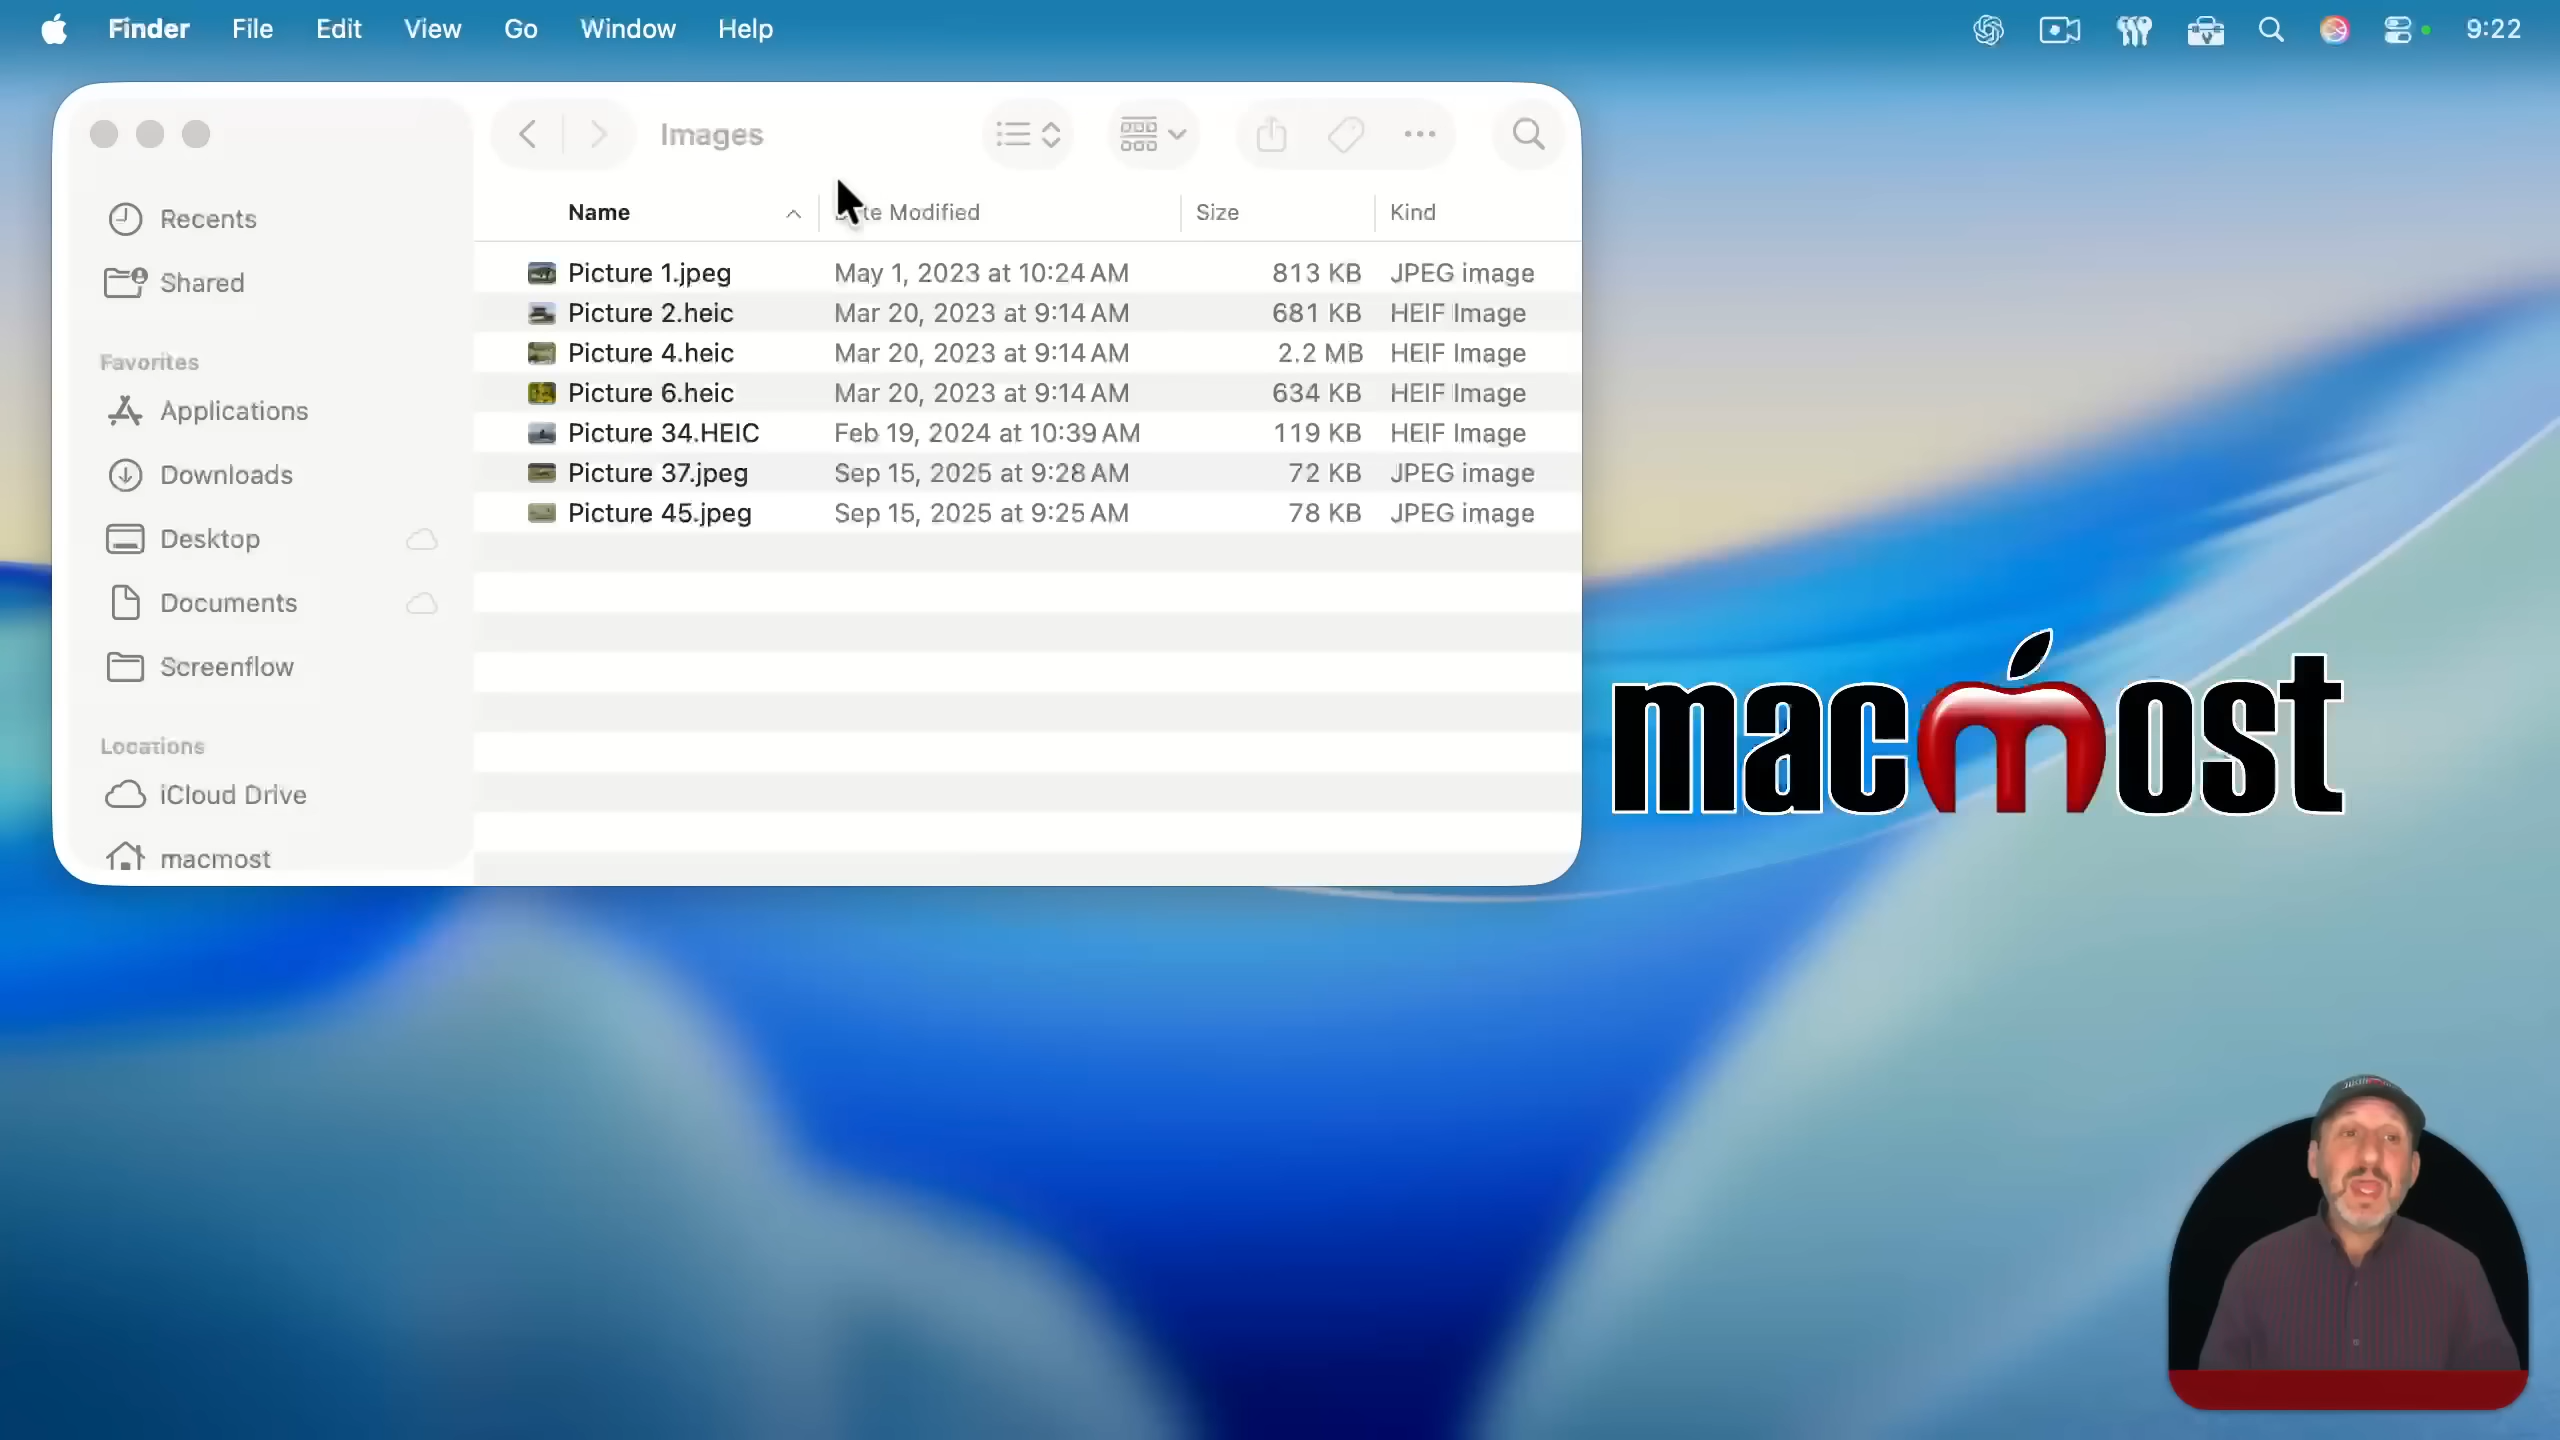 Finder File Edit View Go Window Help 9:22
Images
Recents
Shared
Favorites
Applications
Downloads
Desktop
Documents
Screenflow
Locations
iCloud Drive
macmost
Name Modified Size Kind
Picture 1.jpeg May 1, 2023 at 10:24 AM 813 KB JPEG image
Picture 2.heic Mar 20, 2023 at 9:14 AM 681 KB HEIF Image
Picture 4.heic Mar 20, 2023 at 9:14 AM 2.2 MB HEIF Image
Picture 6.heic Mar 20, 2023 at 9:14 AM 634 KB HEIF Image
Picture 34.HEIC Feb 19, 2024 at 10:39 AM 119 KB HEIF Image
Picture 37.jpeg Sep 15, 2025 at 9:28 AM 72 KB JPEG image
Picture 45.jpeg Sep 15, 2025 at 9:25 AM 78 KB JPEG image
macmost